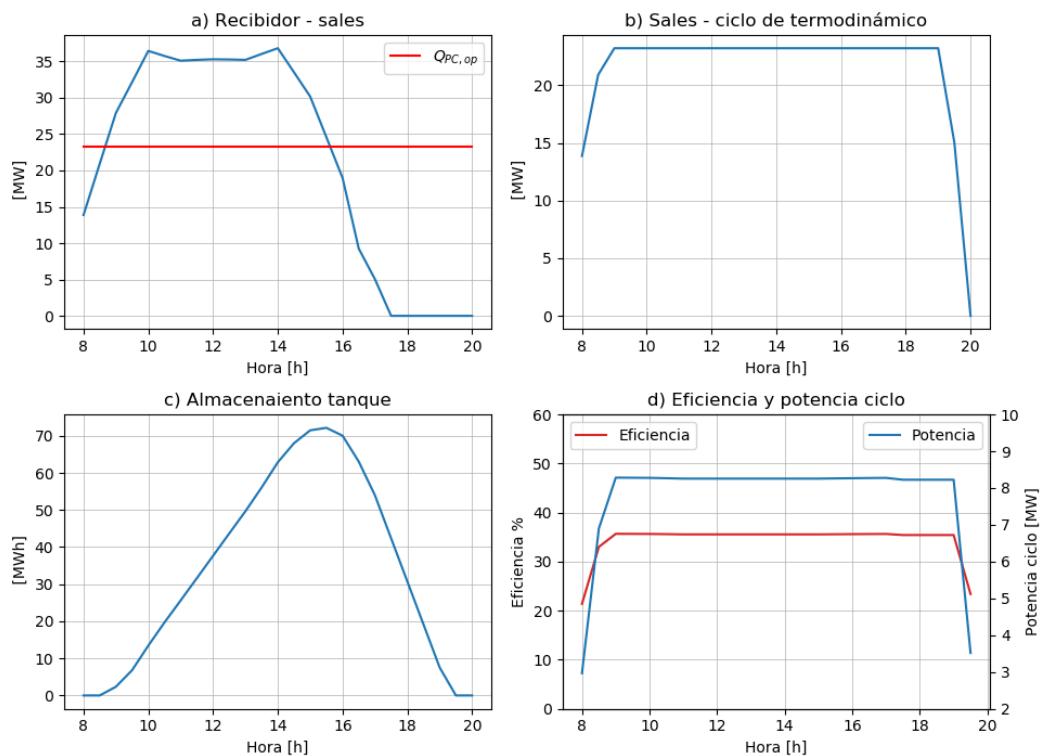 a) Recibidor - sales
[MW]
35
30
25
20
15
10
5
0
Q_{PC, op}
8 10 12 14 16 18 20
Hora [h]
b) Sales - ciclo de termodinámico
[MW]
20
15
10
5
0
8 10 12 14 16 18 20
Hora [h]
c) Almacenaiento tanque
[MWh]
70
60
50
40
30
20
10
0
8 10 12 14 16 18 20
Hora [h]
d) Eficiencia y potencia ciclo
Eficiencia %
60
50
40
30
20
10
0
Eficiencia
Potencia
10
9
8
7
6
5
4
3
2
Potencia ciclo [MW]
8 10 12 14 16 18 20
Hora [h]